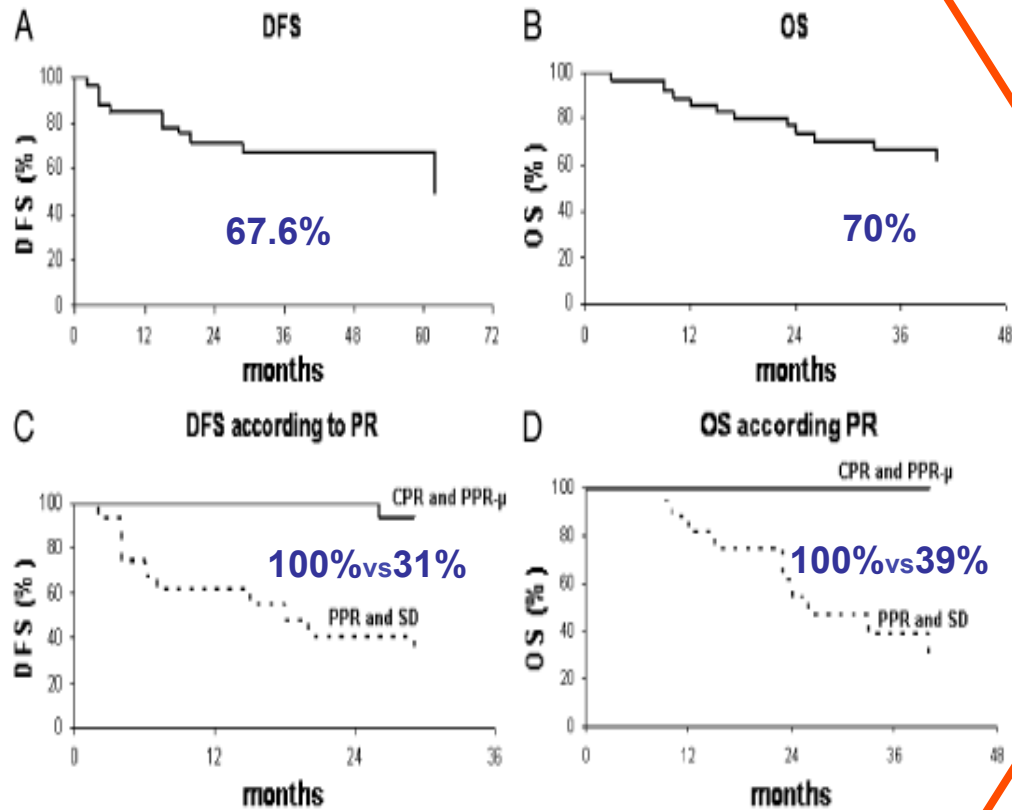 A
DFS
DFS (%)
100
80
60
40
20
0
67.6%
0 12 24 36 48 60 72
months
B
OS
OS (%)
100
80
60
40
20
0
70%
0 12 24 36 48
months
C
DFS according to PR
DFS (%)
100
80
60
40
20
0
CPR and PPR-µ
100%vs31%
PPR and SD
0 12 24 36
months
D
OS according PR
OS (%)
100
80
60
40
20
0
CPR and PPR-µ
100%vs39%
PPR and SD
0 12 24 36 48
months